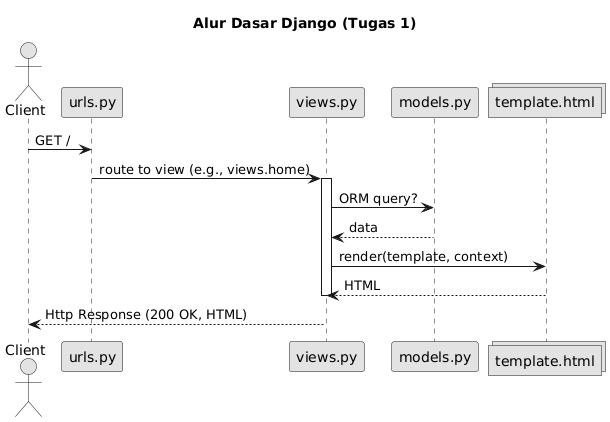 Alur Dasar Django (Tugas 1)
Client
urls.py
views.py
models.py
template.html
GET /
route to view (e.g., views.home)
ORM query?
data
render(template, context)
HTML
Http Response (200 OK, HTML)
Client
urls.py
views.py
models.py
template.html